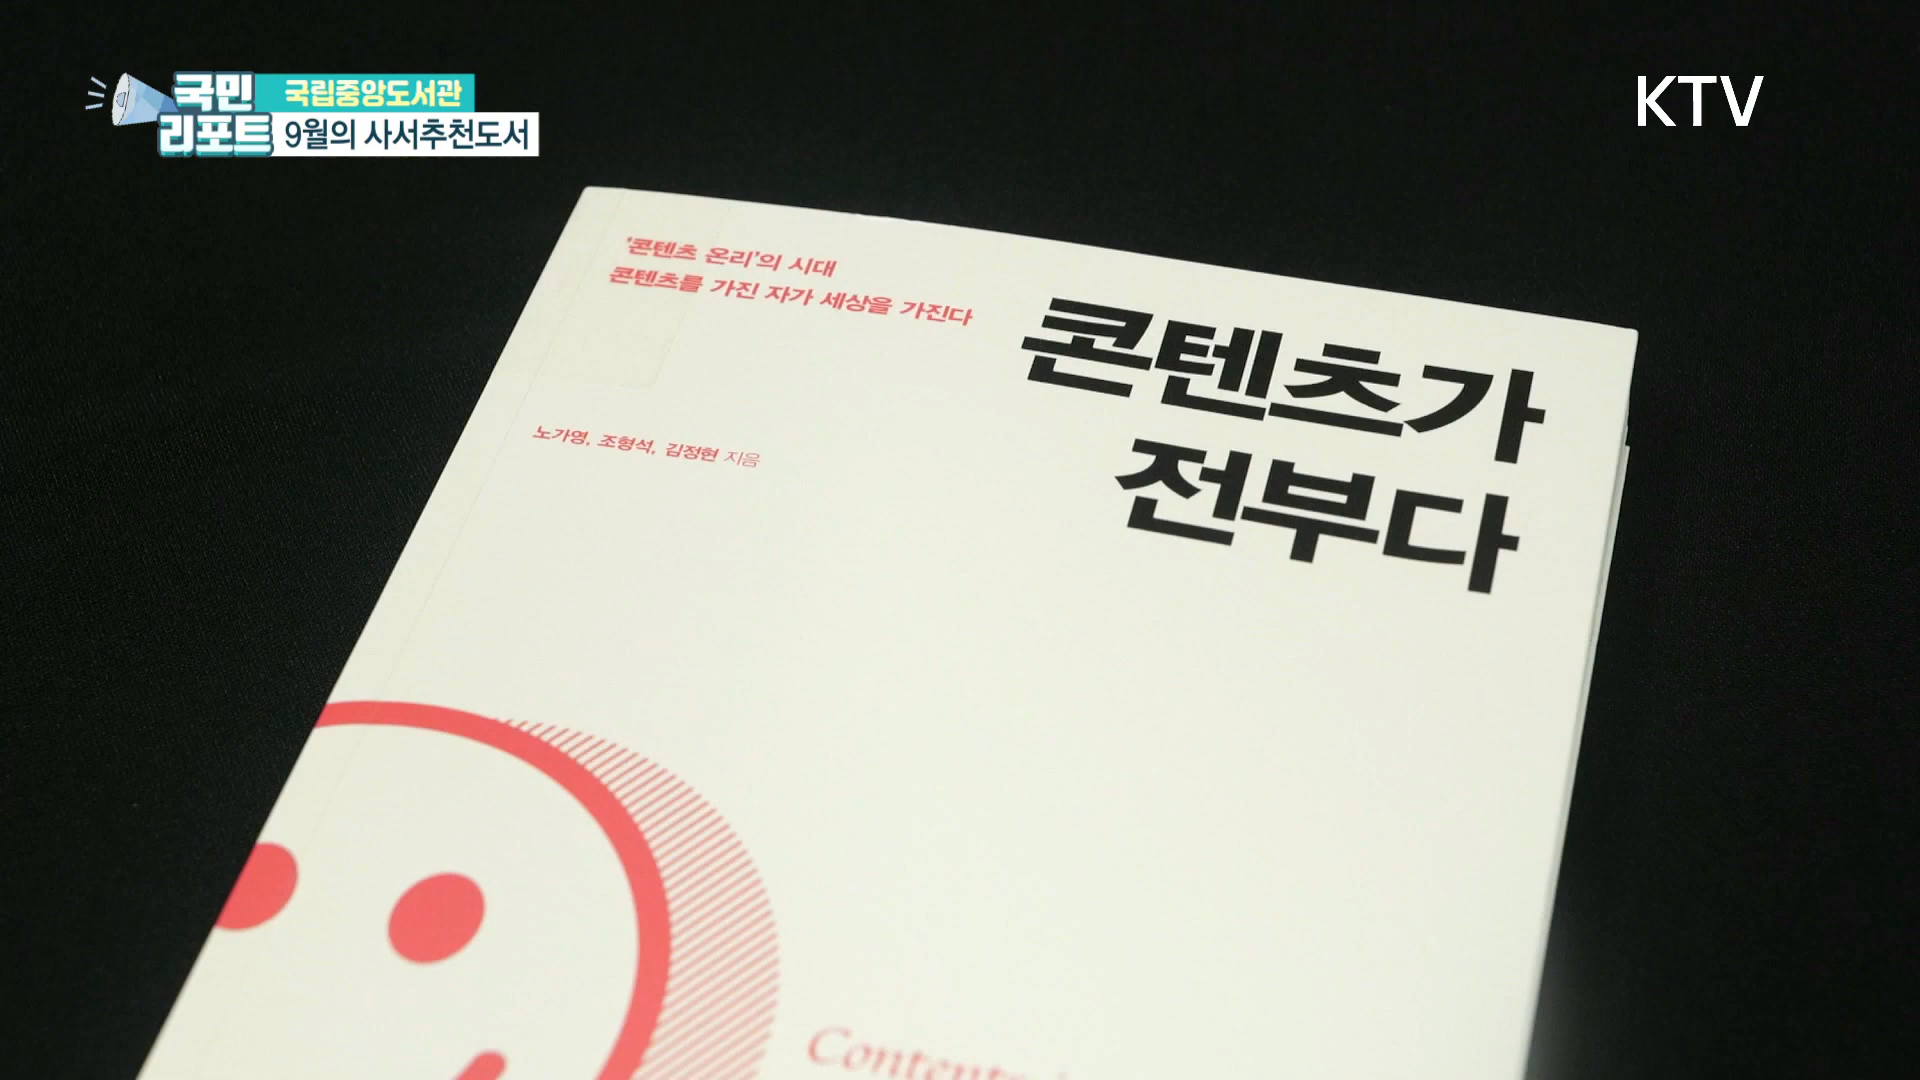 국민
리포트
국립중앙도서관
9월의 사서추천도서
KTV
‘콘텐츠 온리’의 시대
콘텐츠를 가진 자가 세상을 가진다
콘텐츠가
전부다
노가영, 조형석, 김정현 지음